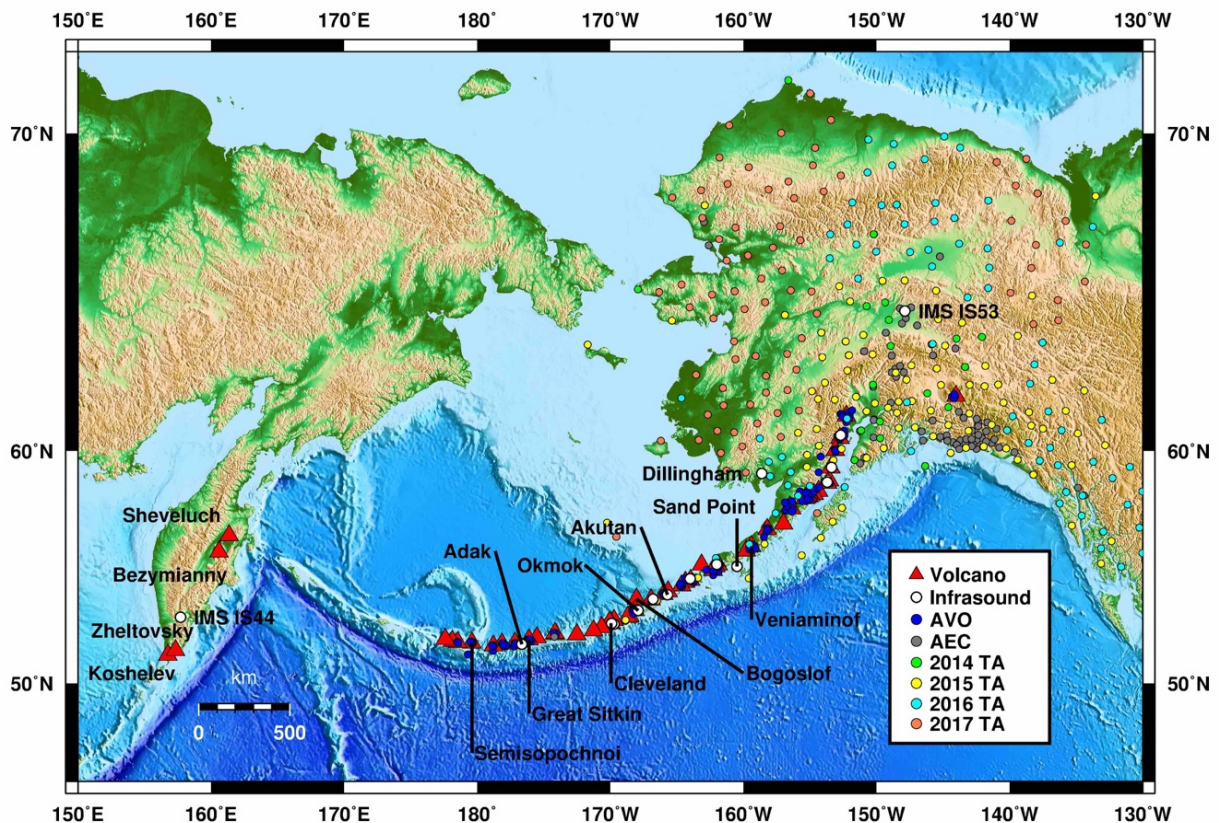 150˚E 160˚E 170˚E 180˚ -170˚W -160˚W -150˚W -140˚W -130˚W
70˚N 70˚N
IMS IS53
60˚N 60˚N
Dillingham
Sand Point
Sheveluch
Akutan
Adak
Okmok
Bezymianny
IMS IS44
Zheltovsky
Koshelev
Veniaminof
Bogoslof
Cleveland
Great Sitkin
Semisopochnoi
km
0 500
Volcano
Infrasound
AVO
AEC
2014 TA
2015 TA
2016 TA
2017 TA
50˚N 50˚N
150˚E 160˚E 170˚E 180˚ -170˚W -160˚W -150˚W -140˚W -130˚W